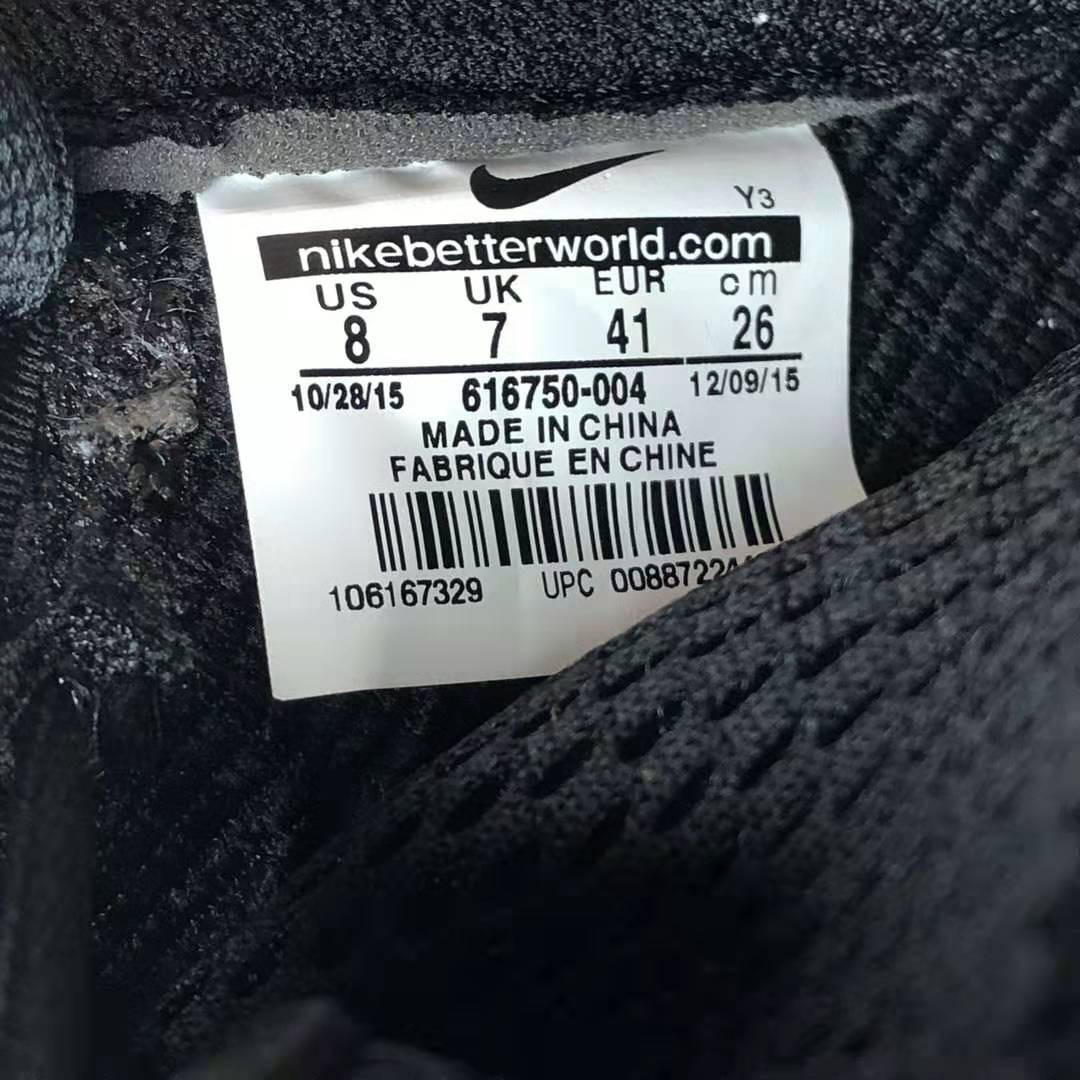 Y3
nikebetterworld.com
US UK EUR cm
8 7 41 26
10/28/15 616750-004 12/09/15
MADE IN CHINA
FABRIQUE EN CHINE
106167329 UPC 00887224